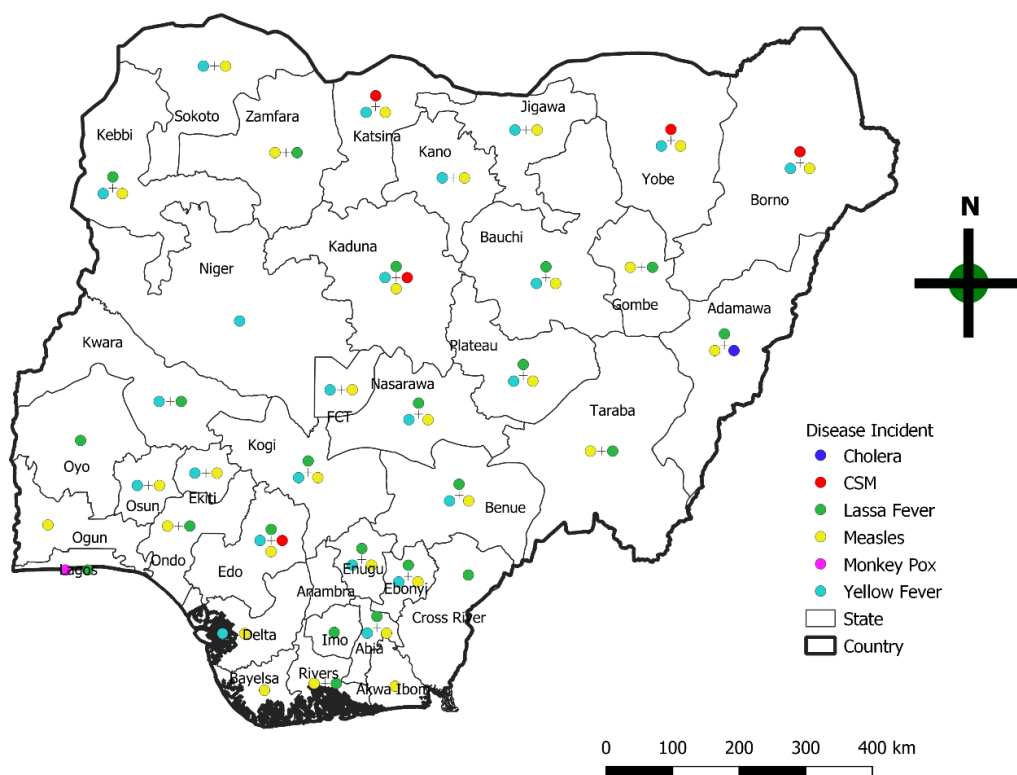 Sokoto
Zamfara
Kebbi
Katsina
Jigawa
Kano
Yobe
Borno
N
Kaduna
Bauchi
Niger
Gombe
Adamawa
Kwara
Plateau
Nasarawa
FCT
Taraba
Kogi
Oyo
Osun
Ekiti
Benue
Ogun
Ondo
Edo
Lagos
Enugu
Ebonyi
Anambra
Cross River
Delta
Imo
Abia
Bayelsa
Rivers
Akwa Ibom
Disease Incident
Cholera
CSM
Lassa Fever
Measles
Monkey Pox
Yellow Fever
State
Country
0 100 200 300 400 km